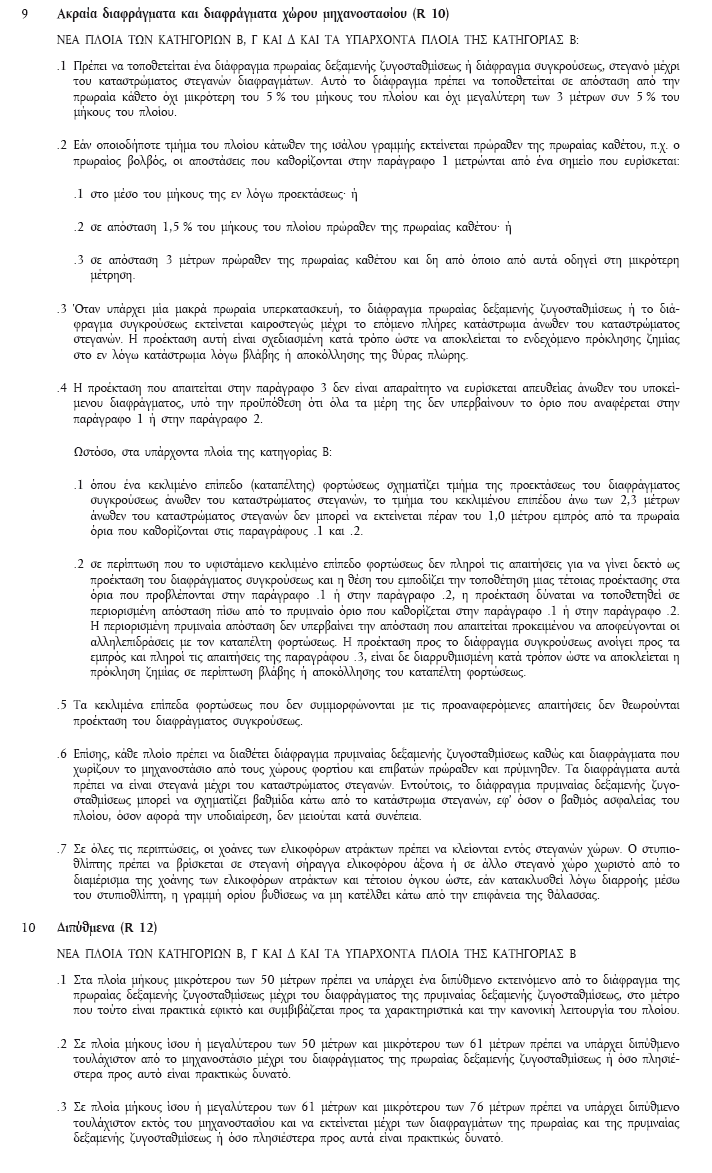 9 Ακραία διαφράγματα και διαφράγματα χώρου μηχανοστασίου (R 10)
ΝΕΑ ΠΛΟΙΑ ΤΩΝ ΚΑΤΗΓΟΡΙΩΝ Β, Γ ΚΑΙ Δ ΚΑΙ ΤΑ ΥΠΑΡΧΟΝΤΑ ΠΛΟΙΑ ΤΗΣ ΚΑΤΗΓΟΡΙΑΣ Β:
.1 Πρέπει να τοποθετείται ένα διάφραγμα πρωραίας δεξαμενής ζυγοσταθμίσεως ή διάφραγμα συγκρούσεως, στεγανό μέχρι
του καταστρώματος στεγανών διαφραγμάτων. Αυτό το διάφραγμα πρέπει να τοποθετείται σε απόσταση από την
πρωραία κάθετο όχι μικρότερη του 5 % του μήκους του πλοίου και όχι μεγαλύτερη των 3 μέτρων συν 5 % του
μήκους του πλοίου.
.2 Εάν οποιοδήποτε τμήμα του πλοίου κάτωθεν της ισάλου γραμμής εκτείνεται πρώραθεν της πρωραίας καθέτου, π.χ. ο
πρωραίος βολβός, οι αποστάσεις που καθορίζονται στην παράγραφο 1 μετρώνται από ένα σημείο που ευρίσκεται:
.1 στο μέσο του μήκους της εν λόγω προεκτάσεως· ή
.2 σε απόσταση 1,5 % του μήκους του πλοίου πρώραθεν της πρωραίας καθέτου· ή
.3 σε απόσταση 3 μέτρων πρώραθεν της πρωραίας καθέτου και δη από όποιο από αυτά οδηγεί στη μικρότερη
μέτρηση.
.3 Όταν υπάρχει μία μακρά πρωραία υπερκατασκευή, το διάφραγμα πρωραίας δεξαμενής ζυγοσταθμίσεως ή το διά-
φραγμα συγκρούσεως εκτείνεται καιροστεγώς μέχρι το επόμενο πλήρες κατάστρωμα άνωθεν του καταστρώματος
στεγανών. Η προέκταση αυτή είναι σχεδιασμένη κατά τρόπο ώστε να αποκλείεται το ενδεχόμενο πρόκλησης ζημίας
στο εν λόγω κατάστρωμα λόγω βλάβης ή αποκόλλησης της θύρας πλώρης.
.4 Η προέκταση που απαιτείται στην παράγραφο 3 δεν είναι απαραίτητο να ευρίσκεται απευθείας άνωθεν του υποκεί-
μενου διαφράγματος, υπό την προϋπόθεση ότι όλα τα μέρη της δεν υπερβαίνουν το όριο που αναφέρεται στην
παράγραφο 1 ή στην παράγραφο 2.
Ωστόσο, στα υπάρχοντα πλοία της κατηγορίας Β:
.1 όπου ένα κεκλιμένο επίπεδο (καταπέλτης) φορτώσεως σχηματίζει τμήμα της προεκτάσεως του διαφράγματος
συγκρούσεως άνωθεν του καταστρώματος στεγανών, το τμήμα του κεκλιμένου επιπέδου άνω των 2,3 μέτρων
άνωθεν του καταστρώματος στεγανών δεν μπορεί να εκτείνεται πέραν του 1,0 μέτρου εμπρός από τα πρωραία
όρια που καθορίζονται στις παραγράφους .1 και .2.
.2 σε περίπτωση που το υφιστάμενο κεκλιμένο επίπεδο φορτώσεως δεν πληροί τις απαιτήσεις για να γίνει δεκτό ως
προέκταση του διαφράγματος συγκρούσεως και η θέση του εμποδίζει την τοποθέτηση μιας τέτοιας προέκτασης στα
όρια που προβλέπονται στην παράγραφο .1 ή στην παράγραφο .2, η προέκταση δύναται να τοποθετηθεί σε
περιορισμένη απόσταση πίσω από το πρυμναίο όριο που καθορίζεται στην παράγραφο .1 ή στην παράγραφο .2.
Η περιορισμένη πρυμναία απόσταση δεν υπερβαίνει την απόσταση που απαιτείται προκειμένου να αποφεύγονται οι
αλληλεπιδράσεις με τον καταπέλτη φορτώσεως. Η προέκταση προς το διάφραγμα συγκρούσεως ανοίγει προς τα
εμπρός και πληροί τις απαιτήσεις της παραγράφου .3, είναι δε διαρρυθμισμένη κατά τρόπον ώστε να αποκλείεται η
πρόκληση ζημίας σε περίπτωση βλάβης ή αποκόλλησης του καταπέλτη φορτώσεως.
.5 Τα κεκλιμένα επίπεδα φορτώσεως που δεν συμμορφώνονται με τις προαναφερόμενες απαιτήσεις δεν θεωρούνται
προέκταση του διαφράγματος συγκρούσεως.
.6 Επίσης, κάθε πλοίο πρέπει να διαθέτει διάφραγμα πρυμναίας δεξαμενής ζυγοσταθμίσεως καθώς και διαφράγματα που
χωρίζουν το μηχανοστάσιο από τους χώρους φορτίου και επιβατών πρώραθεν και πρύμνηθεν. Τα διαφράγματα αυτά
πρέπει να είναι στεγανά μέχρι του καταστρώματος στεγανών. Εντούτοις, το διάφραγμα πρυμναίας δεξαμενής ζυγο-
σταθμίσεως μπορεί να σχηματίζει βαθμίδα κάτω από το κατάστρωμα στεγανών, εφ' όσον ο βαθμός ασφαλείας του
πλοίου, όσον αφορά την υποδιαίρεση, δεν μειούται κατά συνέπεια.
.7 Σε όλες τις περιπτώσεις, οι χοάνες των ελικοφόρων ατράκτων πρέπει να κλείονται εντός στεγανών χώρων. Ο στυπιο-
θλίπτης πρέπει να βρίσκεται σε στεγανή σήραγγα ελικοφόρου άξονα ή σε άλλο στεγανό χώρο χωριστό από το
διαμέρισμα της χοάνης των ελικοφόρων ατράκτων και τέτοιου όγκου ώστε, εάν κατακλυσθεί λόγω διαρροής μέσω
του στυπιοθλίπτη, η γραμμή ορίου βυθίσεως να μη κατέλθει κάτω από την επιφάνεια της θάλασσας.
10 Διπύθμενα (R 12)
ΝΕΑ ΠΛΟΙΑ ΤΩΝ ΚΑΤΗΓΟΡΙΩΝ Β, Γ ΚΑΙ Δ ΚΑΙ ΤΑ ΥΠΑΡΧΟΝΤΑ ΠΛΟΙΑ ΤΗΣ ΚΑΤΗΓΟΡΙΑΣ Β
.1 Στα πλοία μήκους μικρότερου των 50 μέτρων πρέπει να υπάρχει ένα διπύθμενο εκτεινόμενο από το διάφραγμα της
πρωραίας δεξαμενής ζυγοσταθμίσεως μέχρι του διαφράγματος της πρυμναίας δεξαμενής ζυγοσταθμίσεως, στο μέτρο
που τούτο είναι πρακτικά εφικτό και συμβιβάζεται προς τα χαρακτηριστικά και την κανονική λειτουργία του πλοίου.
.2 Σε πλοία μήκους ίσου ή μεγαλύτερου των 50 μέτρων και μικρότερου των 61 μέτρων πρέπει να υπάρχει διπύθμενο
τουλάχιστον από το μηχανοστάσιο μέχρι του διαφράγματος της πρωραίας δεξαμενής ζυγοσταθμίσεως ή όσο πλησιέ-
στερα προς αυτό είναι πρακτικώς δυνατό.
.3 Σε πλοία μήκους ίσου ή μεγαλύτερου των 61 μέτρων και μικρότερου των 76 μέτρων πρέπει να υπάρχει διπύθμενο
τουλάχιστον εκτός του μηχανοστασίου και να εκτείνεται μέχρι των διαφραγμάτων της πρωραίας και της πρυμναίας
δεξαμενής ζυγοσταθμίσεως ή όσο πλησιέστερα προς αυτά είναι πρακτικώς δυνατό.